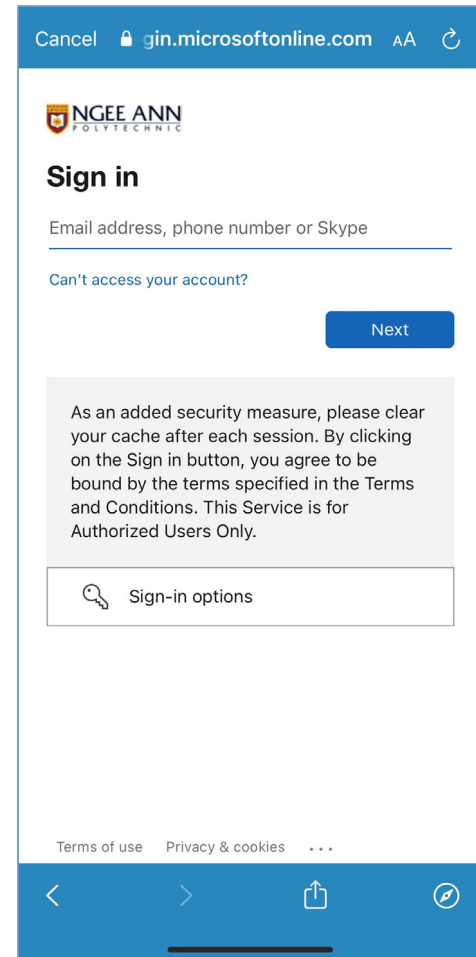 Cancel gin.microsoftonline.com AA
NGEE ANN
POLYTECHNIC
Sign in
Email address, phone number or Skype
Can't access your account?
Next
As an added security measure, please clear
your cache after each session. By clicking
on the Sign in button, you agree to be
bound by the terms specified in the Terms
and Conditions. This Service is for
Authorized Users Only.
Sign-in options
Terms of use Privacy & cookies ...